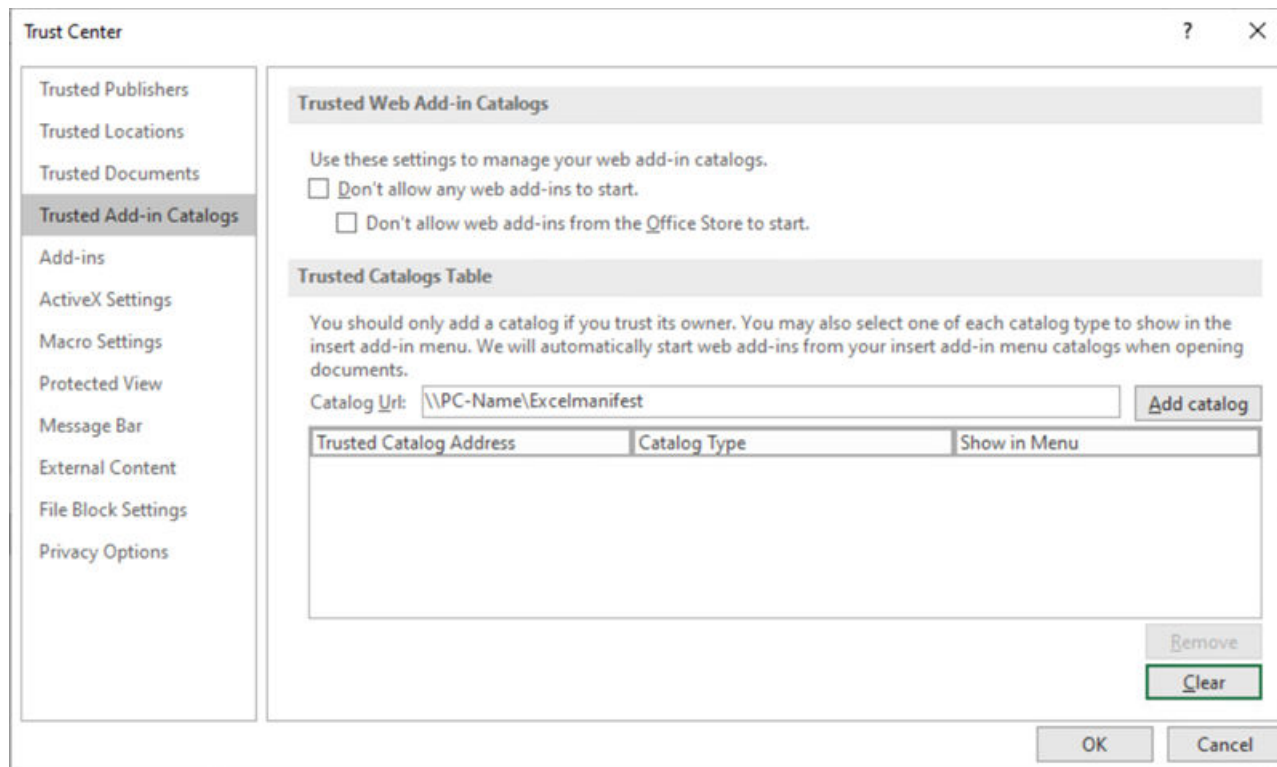 Trust Center
?
Trusted Publishers
Trusted Locations
Trusted Documents
Trusted Add-in Catalogs
Add-ins
ActiveX Settings
Macro Settings
Protected View
Message Bar
External Content
File Block Settings
Privacy Options
Trusted Web Add-in Catalogs
Use these settings to manage your web add-in catalogs.
Don't allow any web add-ins to start.
Don't allow web add-ins from the Office Store to start.
Trusted Catalogs Table
You should only add a catalog if you trust its owner. You may also select one of each catalog type to show in the
insert add-in menu. We will automatically start web add-ins from your insert add-in menu catalogs when opening
documents.
Catalog Url: \\PC-Name\Excelmanifest Add catalog
Trusted Catalog Address Catalog Type Show in Menu
Remove
Clear
OK Cancel